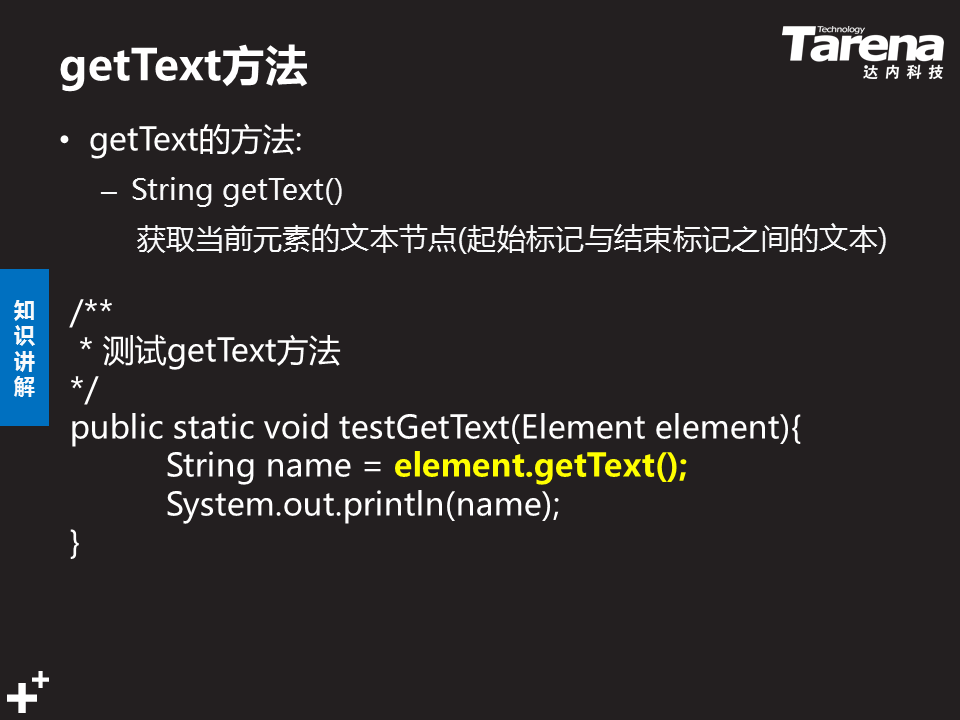 getText方法
Technology
Tarena
达内科技
• getText的方法:
– String getText()
获取当前元素的文本节点(起始标记与结束标记之间的文本)
知识讲解
/**
* 测试getText方法
*/
public static void testGetText(Element element){
String name = element.getText();
System.out.println(name);
}